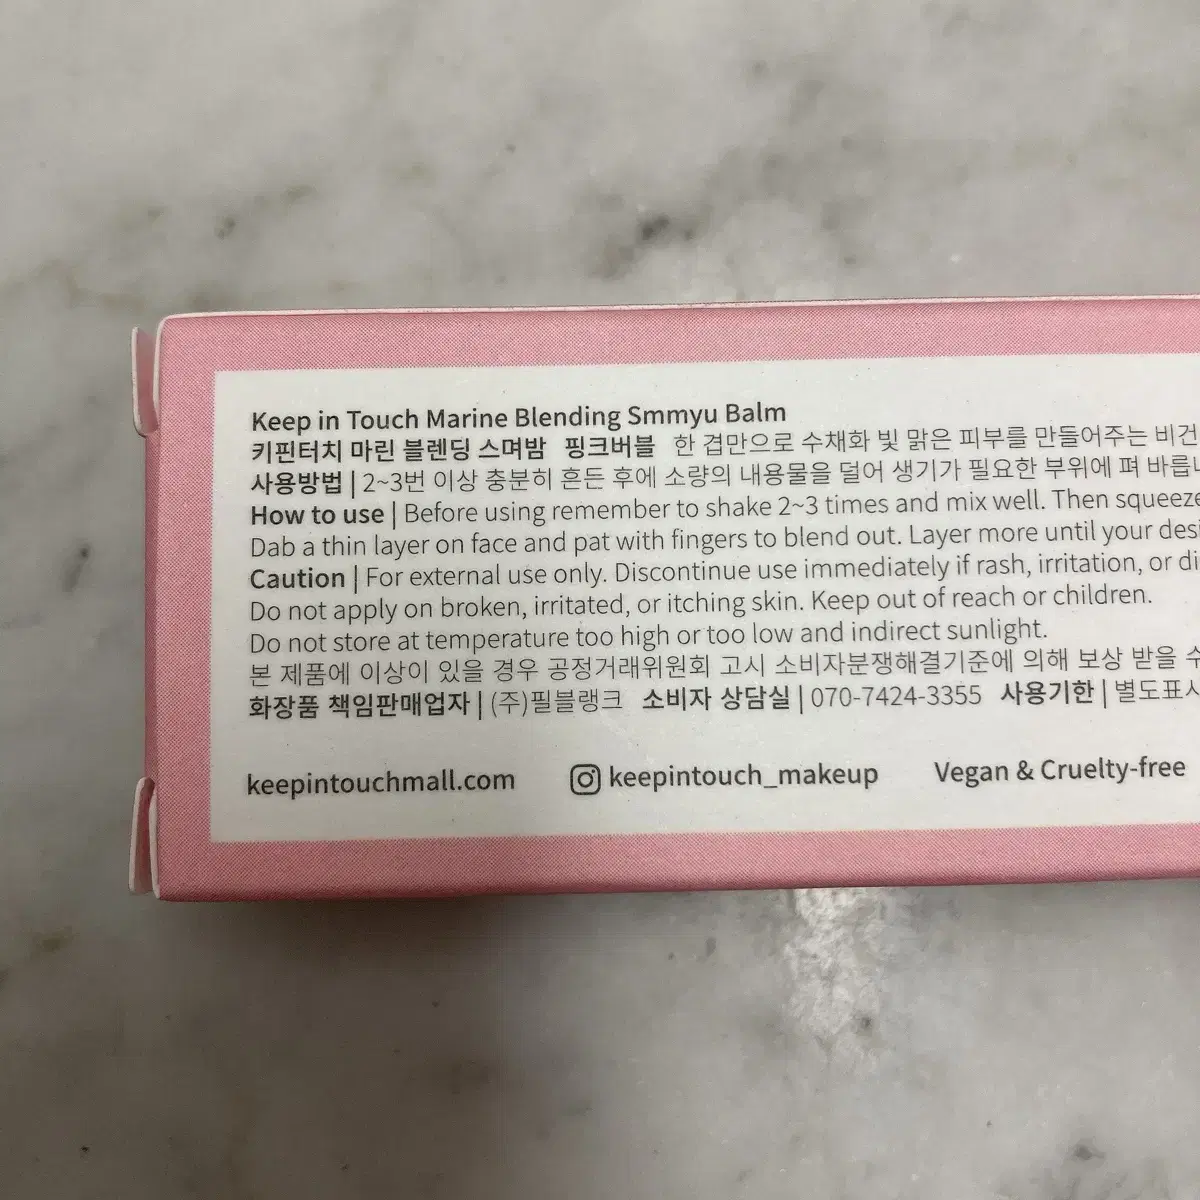 Keep in Touch Marine Blending Smmyu Balm
키핀터치 마린 블렌딩 스며밤 핑크버블 한 겹만으로 수채화 빛 맑은 피부를 만들어주는 비건
사용방법 | 2~3번 이상 충분히 흔든 후에 소량의 내용물을 덜어 생기가 필요한 부위에 펴
How to use | Before using remember to shake 2~3 times and mix well. Then
Dab a thin layer on face and pat with fingers to blend out. Layer more until your
Caution | For external use only. Discontinue use immediately if rash, irritation, or
Do not apply on broken, irritated, or itching skin. Keep out of reach or children.
Do not store at temperature too high or too low and indirect sunlight.
본 제품에 이상이 있을 경우 공정거래위원회 고시 소비자분쟁해결기준에 의해 보상 받을 수
화장품 책임판매업자 | (주)필블랭크 소비자 상담실 | 070-7424-3355 사용기한 |
keepintouchmall.com keepintouch_makeup Vegan & Cruelty-free